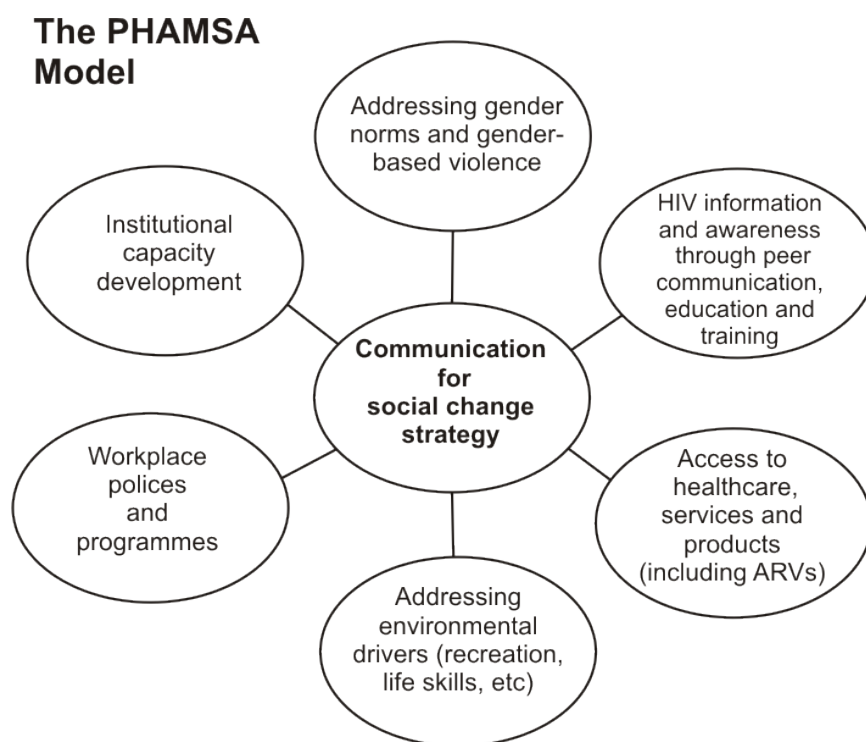 The PHAMSA
Model
Addressing gender
norms and gender-
based violence
HIV information
and awareness
through peer
communication,
education and
training
Access to
healthcare,
services and
products
(including ARVs)
Addressing
environmental
drivers (recreation,
life skills, etc)
Workplace
polices
and
programmes
Institutional
capacity
development
Communication
for
social change
strategy